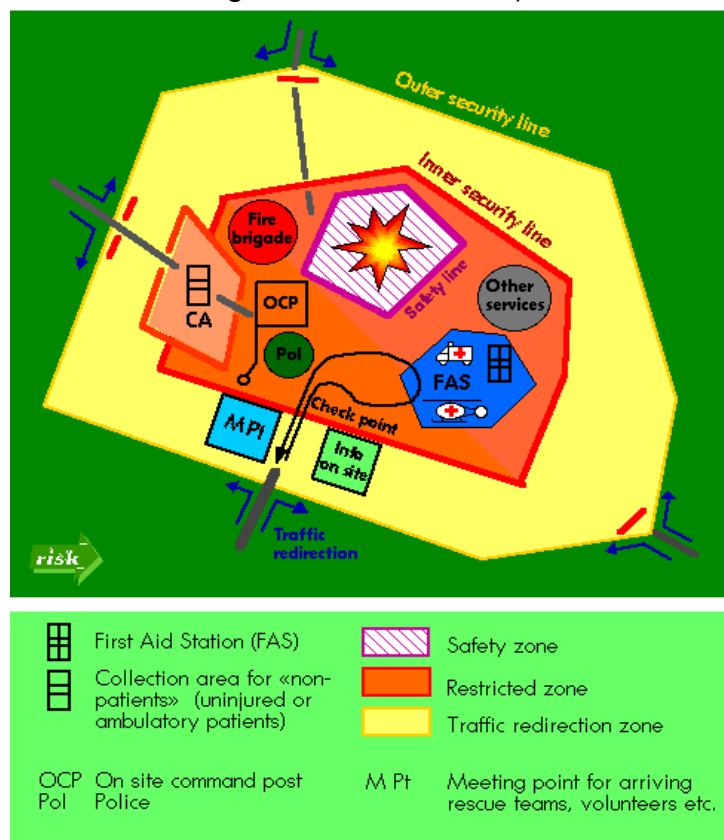 Outer security line
Inner security line
Fire
brigade
Safety line
Other
services
OCP
CA
Pol
FAS
M Pt
Check point
Info
on site
Traffic
redirection
risk
First Aid Station (FAS)
Collection area for «non-
patients» (uninjured or
ambulatory patients)
Safety zone
Restricted zone
Traffic redirection zone
OCP On site command post
Pol Police
M Pt Meeting point for arriving
rescue teams, volunteers etc.